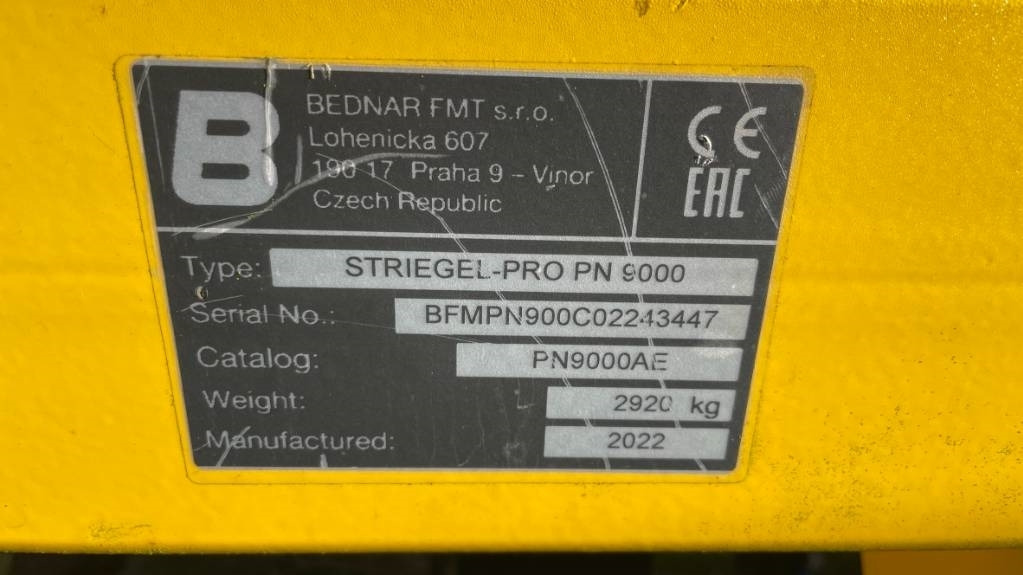 B
BEDNAR FMT s.r.o.
Lohenicka 607
190 17 Praha 9 – Vinor
Czech Republic
CE
EAC
Type: STRIEGEL-PRO PN 9000
Serial No.: BFMPN900C02243447
Catalog: PN9000AE
Weight: 2920 kg
Manufactured: 2022